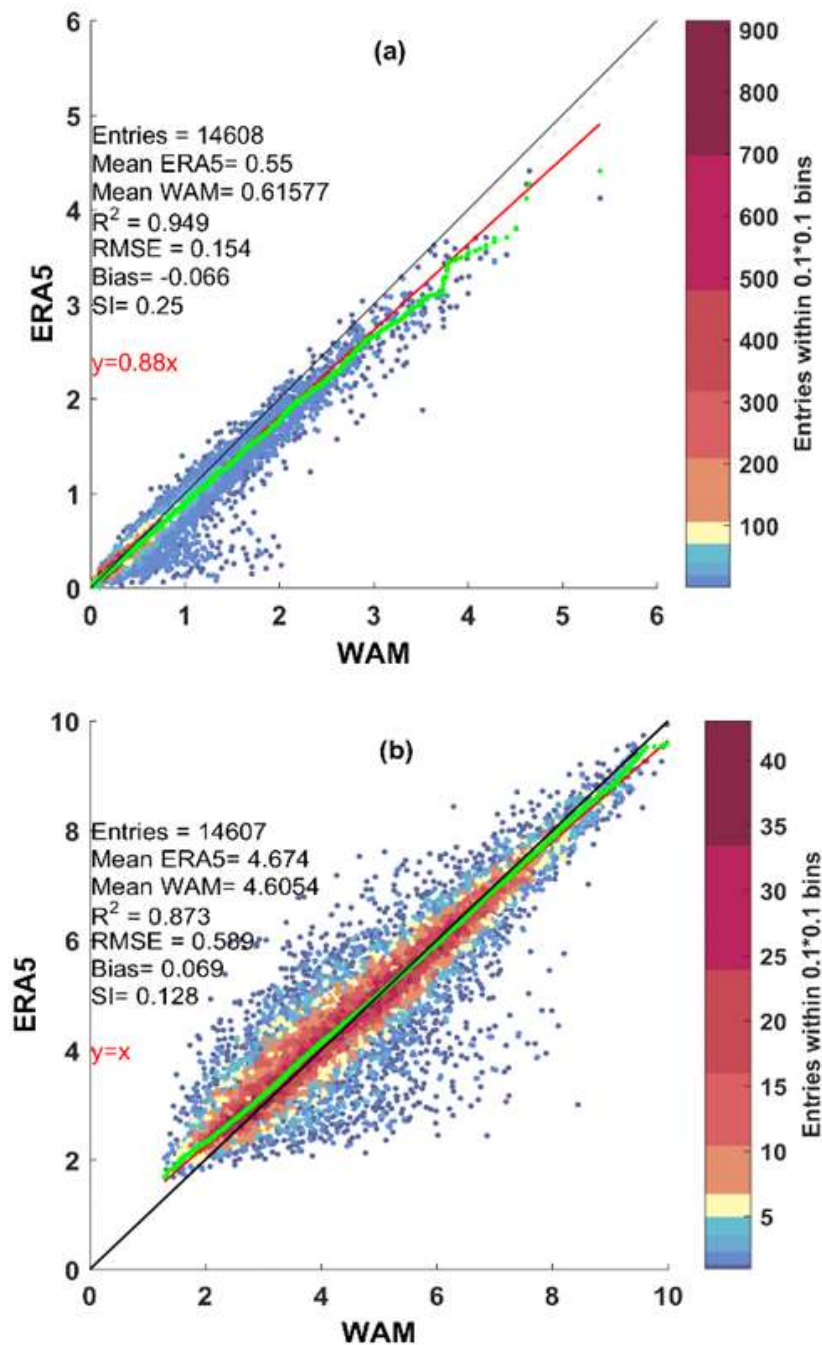 (a)
Entries = 14608
Mean ERA5= 0.55
Mean WAM= 0.61577
R² = 0.949
RMSE = 0.154
Bias= -0.066
SI= 0.25
y=0.88x
ERA5
6
5
4
3
2
1
0
0 1 2 3 4 5 6
WAM
900
800
700
600
500
400
300
200
100
Entries within 0.1*0.1 bins
(b)
Entries = 14607
Mean ERA5= 4.674
Mean WAM= 4.6054
R² = 0.873
RMSE = 0.589
Bias= 0.069
SI= 0.128
y=x
ERA5
10
8
6
4
2
0
0 2 4 6 8 10
WAM
40
35
30
25
20
15
10
5
Entries within 0.1*0.1 bins